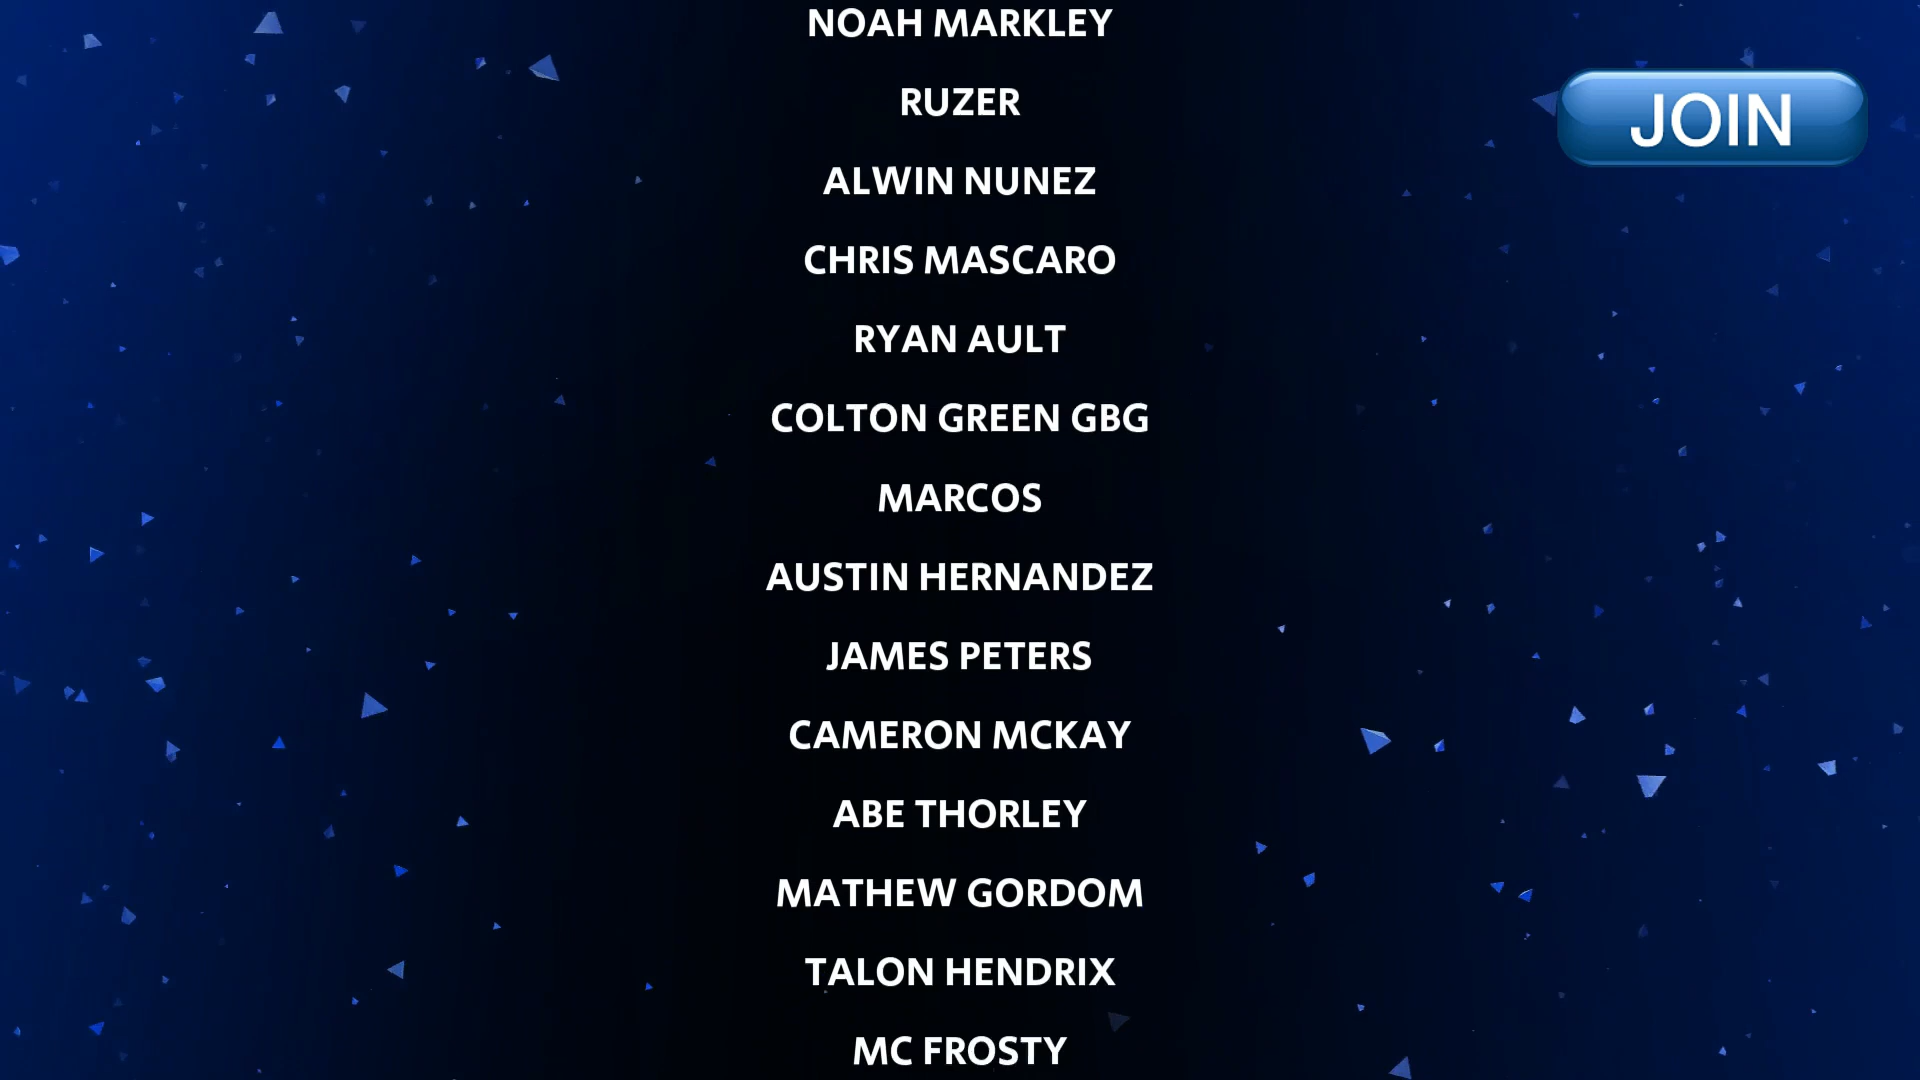 NOAH MARKLEY
JOIN
RUZER
ALWIN NUNEZ
CHRIS MASCARO
RYAN AULT
COLTON GREEN GBG
MARCOS
AUSTIN HERNANDEZ
JAMES PETERS
CAMERON MCKAY
ABE THORLEY
MATHEW GORDOM
TALON HENDRIX
MC FROSTY